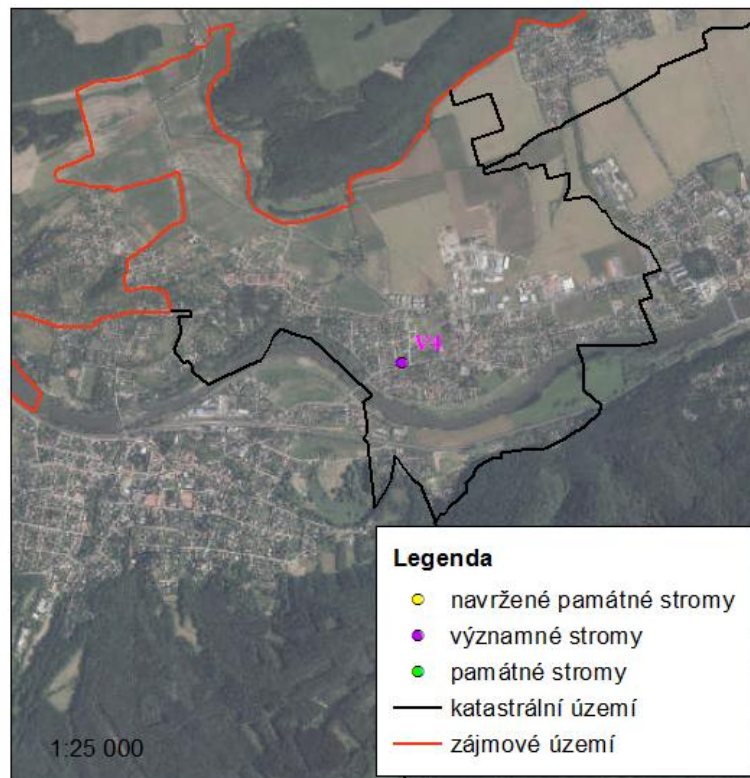 V4
Legenda
navržené památné stromy
významné stromy
památné stromy
katastrální území
zájmové území
1:25 000